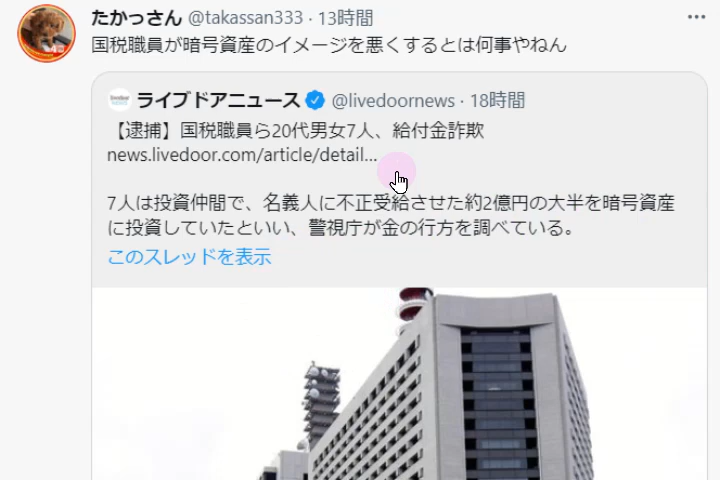 たかっさん @takassan333・13時間
国税職員が暗号資産のイメージを悪くするとは何事やねん
ライブドアニュース @livedoornews・18時間
【逮捕】国税職員ら20代男女7人、給付金詐欺
news.livedoor.com/article/detail...
7人は投資仲間で、名義人に不正受給させた約2億円の大半を暗号資産
に投資していたといい、警視庁が金の行方を調べている。
このスレッドを表示